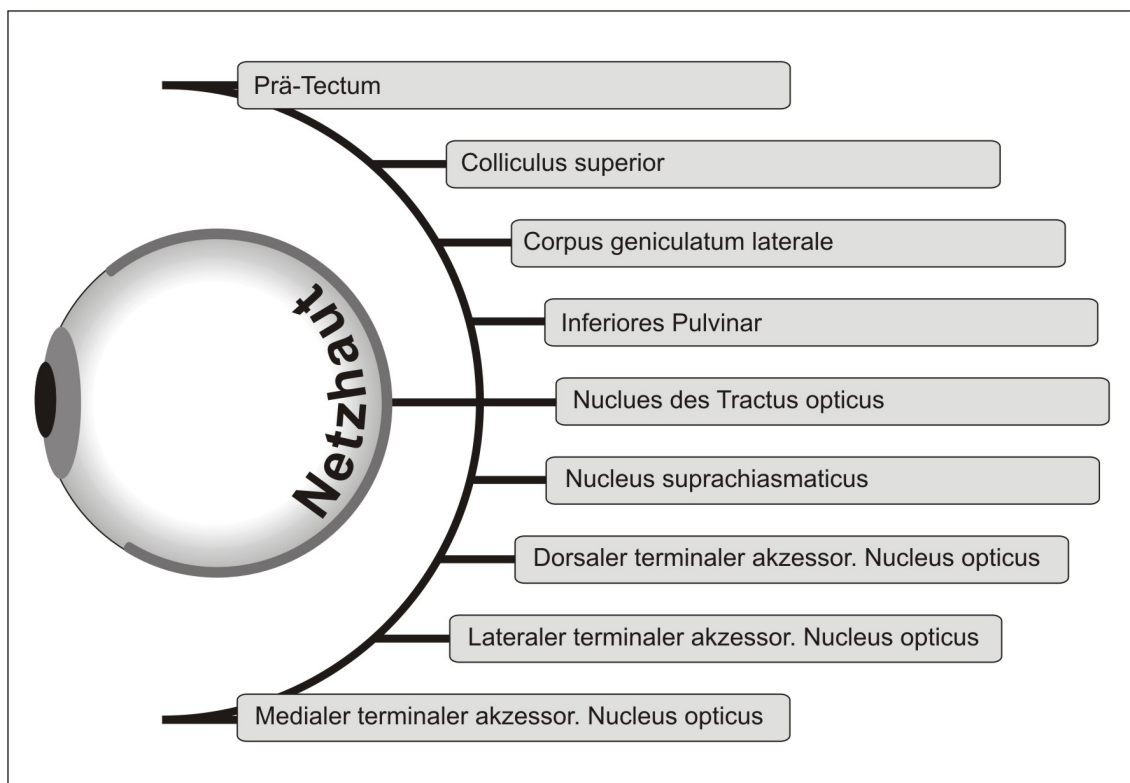 Prä-Tectum
Colliculus superior
Corpus geniculatum laterale
Inferiores Pulvinar
Netzhaut
Nuclues des Tractus opticus
Nucleus suprachiasmaticus
Dorsaler terminaler akzessor. Nucleus opticus
Lateraler terminaler akzessor. Nucleus opticus
Medialer terminaler akzessor. Nucleus opticus